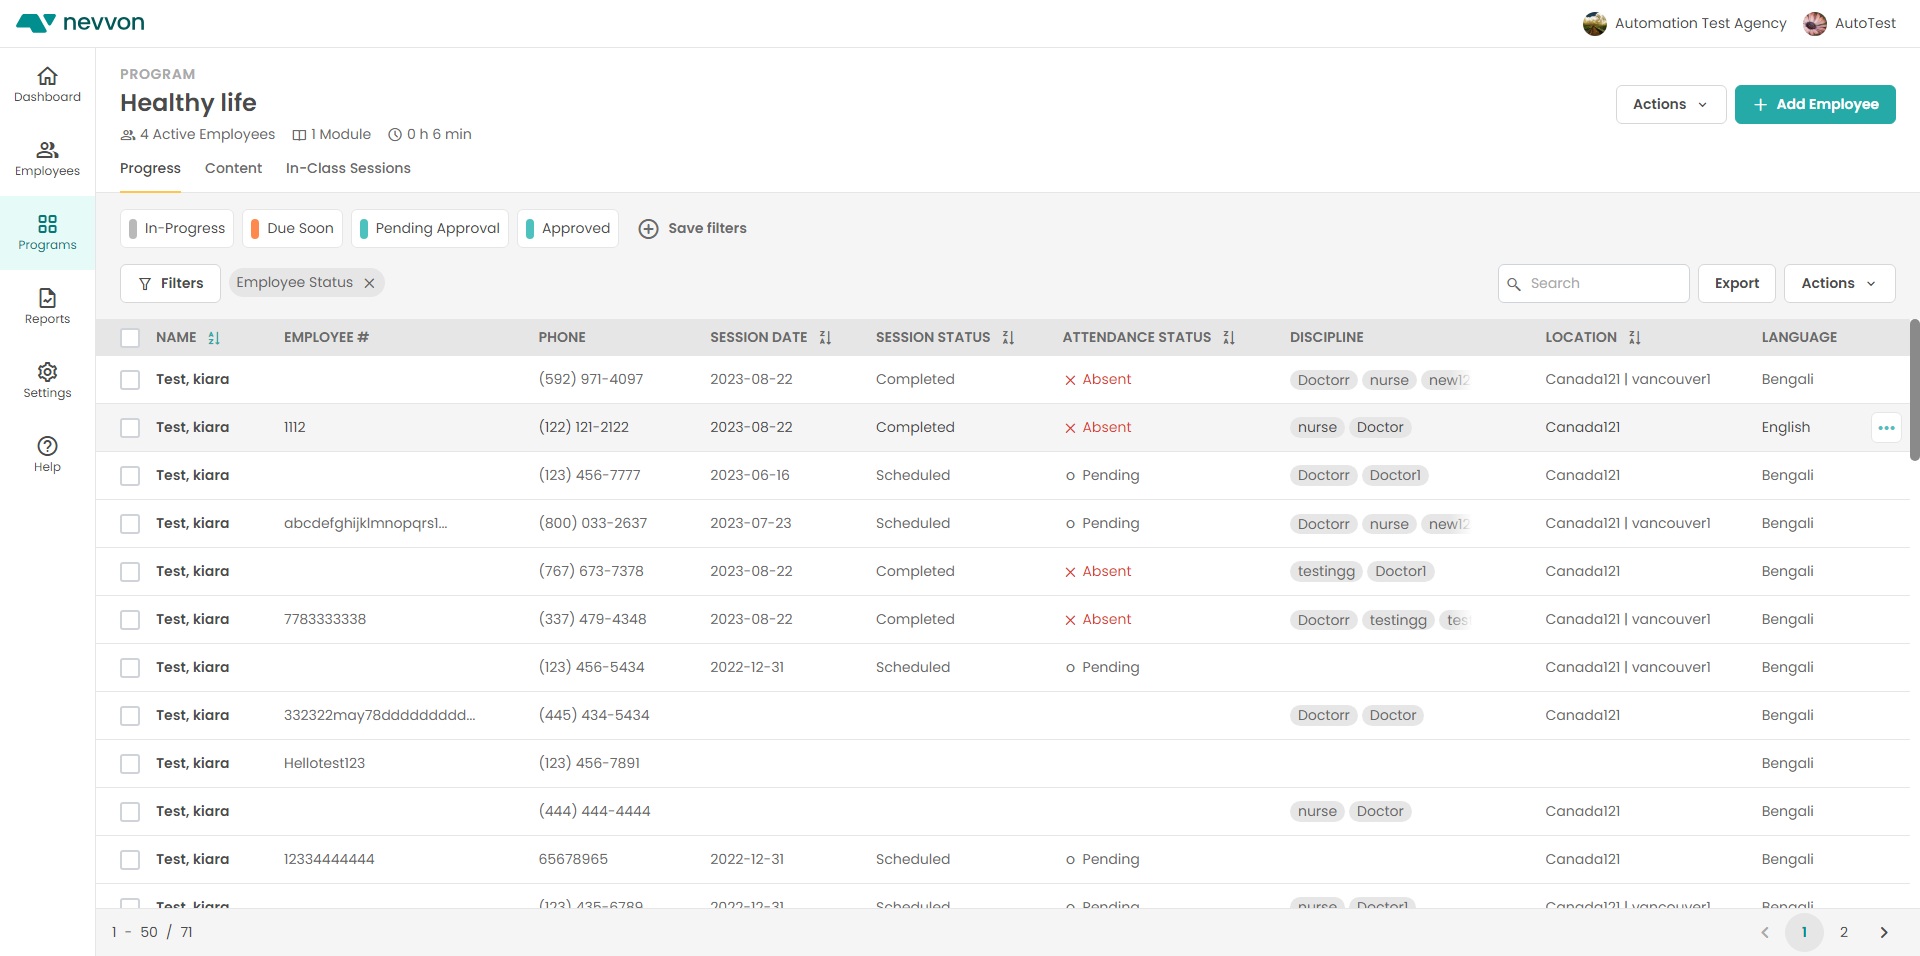 nevvon
Automation Test Agency AutoTest
Dashboard
Employees
Programs
Reports
Settings
Help
PROGRAM
Healthy life
4 Active Employees 1 Module 0 h 6 min
Actions + Add Employee
Progress Content In-Class Sessions
In-Progress Due Soon Pending Approval Approved Save filters
Filters Employee Status Search Export Actions
NAME EMPLOYEE # PHONE SESSION DATE SESSION STATUS ATTENDANCE STATUS DISCIPLINE LOCATION LANGUAGE
Test, kiara (592) 971-4097 2023-08-22 Completed Absent Doctorr nurse new12 Canada121 | vancouver1 Bengali
Test, kiara 1112 (122) 121-2122 2023-08-22 Completed Absent nurse Doctor Canada121 English
Test, kiara (123) 456-7777 2023-06-16 Scheduled Pending Doctorr Doctor1 Canada121 Bengali
Test, kiara abcdefghijklmnopqrs1... (800) 033-2637 2023-07-23 Scheduled Pending Doctorr nurse new12 Canada121 | vancouver1 Bengali
Test, kiara (767) 673-7378 2023-08-22 Completed Absent testingg Doctor1 Canada121 Bengali
Test, kiara 7783333338 (337) 479-4348 2023-08-22 Completed Absent Doctorr testingg tes Canada121 | vancouver1 Bengali
Test, kiara (123) 456-5434 2022-12-31 Scheduled Pending Canada121 | vancouver1 Bengali
Test, kiara 332322may78ddddddddd... (445) 434-5434 Doctorr Doctor Canada121 Bengali
Test, kiara Hellotest123 (123) 456-7891 Bengali
Test, kiara (444) 444-4444 nurse Doctor Canada121 Bengali
Test, kiara 12334444444 65678965 2022-12-31 Scheduled Pending Canada121 Bengali
Test, kiara (123) 435-6789 2022-12-31 Scheduled Pending nurse Doctor1 Canada121 | vancouver1 Bengali
1 - 50 / 71 1 2